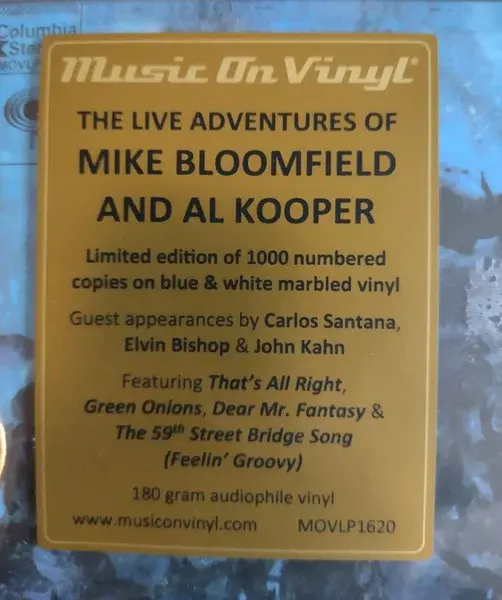 Columbia
Music On Vinyl®
THE LIVE ADVENTURES OF
MIKE BLOOMFIELD
AND AL KOOPER
Limited edition of 1000 numbered
copies on blue & white marbled vinyl
Guest appearances by Carlos Santana,
Elvin Bishop & John Kahn
Featuring That's All Right,
Green Onions, Dear Mr. Fantasy &
The 59th Street Bridge Song
(Feelin' Groovy)
180 gram audiophile vinyl
www.musiconvinyl.com MOVLP1620